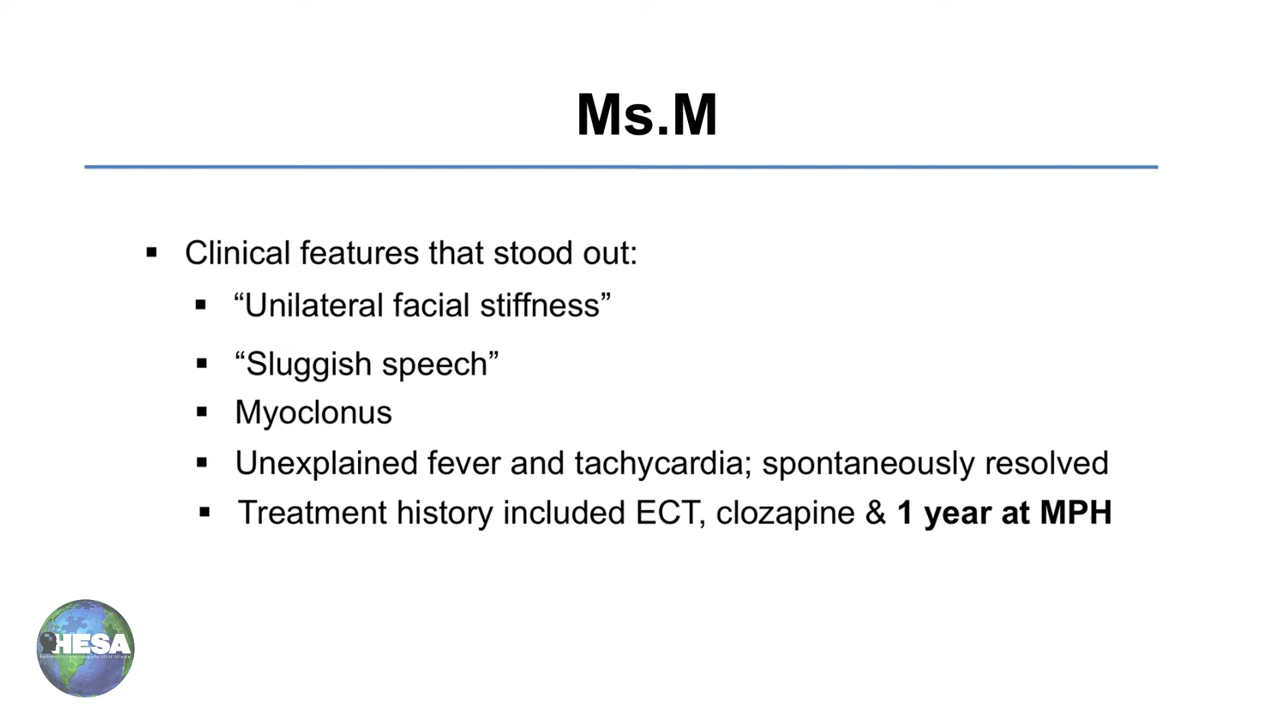 Ms.M
▪ Clinical features that stood out:
▪ “Unilateral facial stiffness”
▪ “Sluggish speech”
▪ Myoclonus
▪ Unexplained fever and tachycardia; spontaneously resolved
▪ Treatment history included ECT, clozapine & 1 year at MPH
HESA